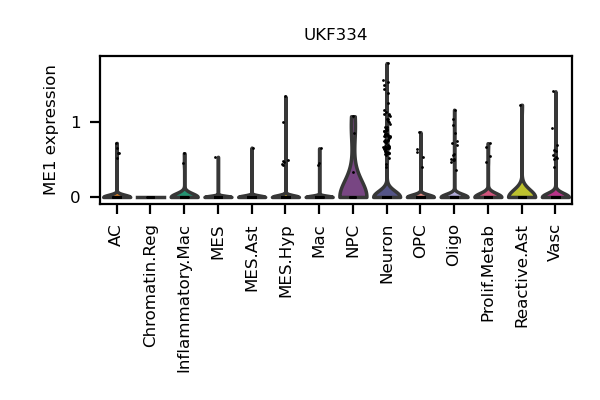 UKF334
ME1 expression
1
0
AC
Chromatin.Reg
Inflammatory.Mac
MES
MES.Ast
MES.Hyp
Mac
NPC
Neuron
OPC
Oligo
Prolif.Metab
Reactive.Ast
Vasc